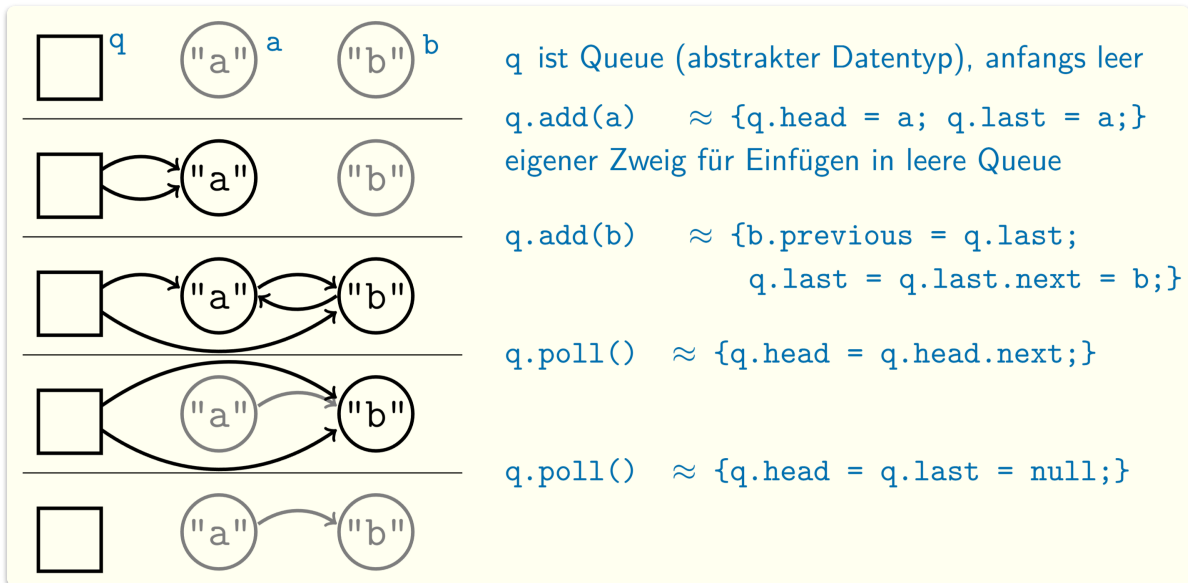 q "a" a "b" b
q ist Queue (abstrakter Datentyp), anfangs leer
q.add(a) ≈ {q.head = a; q.last = a;}
eigener Zweig für Einfügen in leere Queue
"a" "b"
q.add(b) ≈ {b.previous = q.last;
q.last = q.last.next = b;}
"a" "b"
q.poll() ≈ {q.head = q.head.next;}
"a" "b"
q.poll() ≈ {q.head = q.last = null;}
"a" "b"